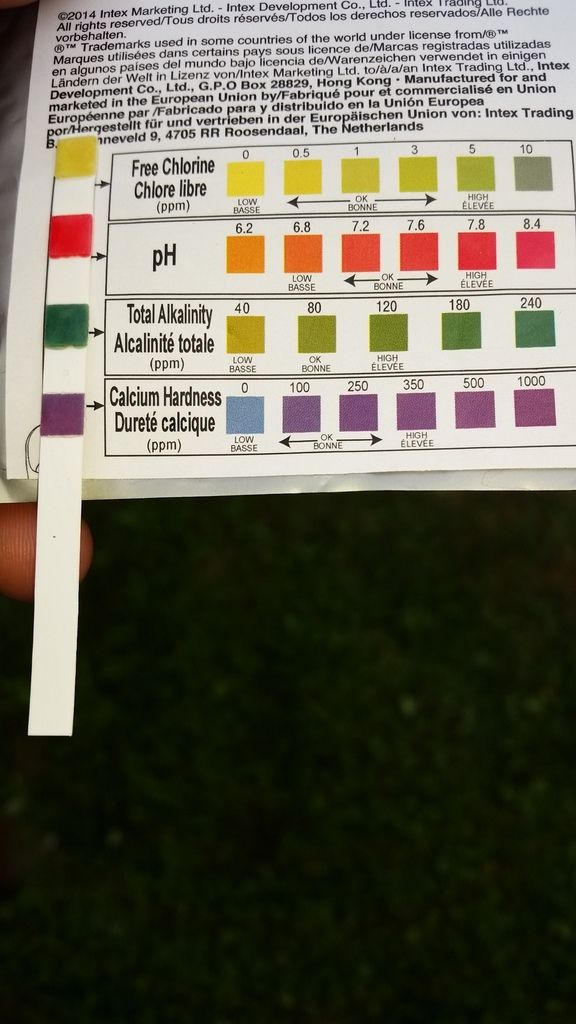 ©2014 Intex Marketing Ltd. - Intex Development Co., Ltd. - Intex Trading Ltd.
All rights reserved/Tous droits réservés/Todos los derechos reservados/Alle Rechte
vorbehalten.
®™ Trademarks used in some countries of the world under license from/®™
Marques utilisées dans certains pays sous licence de/Marcas registradas utilizadas
en algunos países del mundo bajo licencia de/Warenzeichen verwendet in einigen
Ländern der Welt in Lizenz von/Intex Marketing Ltd. to/à/a/an Intex Trading Ltd., Intex
Development Co., Ltd., G.P.O Box 28829, Hong Kong • Manufactured for and
marketed in the European Union by/Fabriqué pour et commercialisé en Union
Européenne par /Fabricado para y distribuido en la Unión Europea
por/Hergestellt für und vertrieben in der Europäischen Union von: Intex Trading
B. nneveld 9, 4705 RR Roosendaal, The Netherlands
Free Chlorine 0 0.5 1 3 5 10
Chlore libre
(ppm) LOW OK HIGH
BASSE BONNE ÉLEVÉE
6.2 6.8 7.2 7.6 7.8 8.4
pH
LOW OK HIGH
BASSE BONNE ÉLEVÉE
Total Alkalinity 40 80 120 180 240
Alcalinité totale
(ppm) LOW OK HIGH
BASSE BONNE ÉLEVÉE
Calcium Hardness 0 100 250 350 500 1000
Dureté calcique
(ppm) LOW OK HIGH
BASSE BONNE ÉLEVÉE